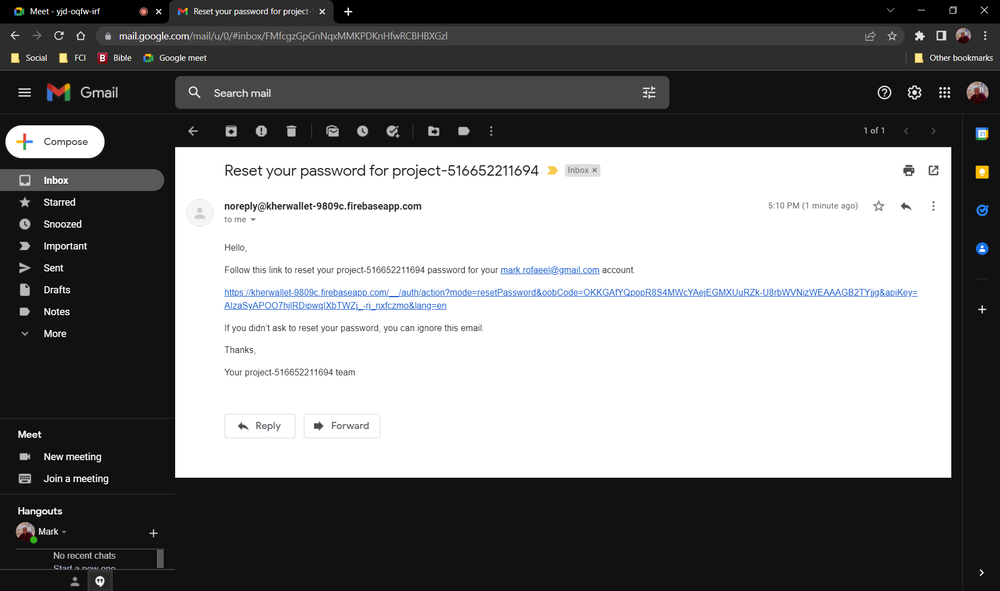 Meet - yjd-oqfw-irf
Reset your password for project-5
mail.google.com/mail/u/0/#inbox/FMfcgzGpGnNqxMMKPDKnHfwRCBHBXGzl
Social FCI B Bible Google meet Other bookmarks
Gmail
Search mail
Compose
1 of 1
31
Inbox
Starred
Snoozed
Important
Sent
Drafts
Notes
More
Reset your password for project-516652211694 Inbox ×
noreply@kherwallet-9809c.firebaseapp.com
5:10 PM (1 minute ago)
to me
Hello,
Follow this link to reset your project-516652211694 password for your mark.rofaeel@gmail.com account.
https://kherwallet-9809c.firebaseapp.com/__/auth/action?mode=resetPassword&oobCode=OKKGAfYQpopR8S4MWcYAejEGMXUuRZk-U8rbWVNizWEAAAGB2TYjjg&apiKey=
AIzaSyAPOO7hjlRDipwqIXbTWZj_-rj_nxfczmo&lang=en
If you didn’t ask to reset your password, you can ignore this email.
Thanks,
Your project-516652211694 team
Reply Forward
Meet
New meeting
Join a meeting
Hangouts
Mark
No recent chats
Start a new one